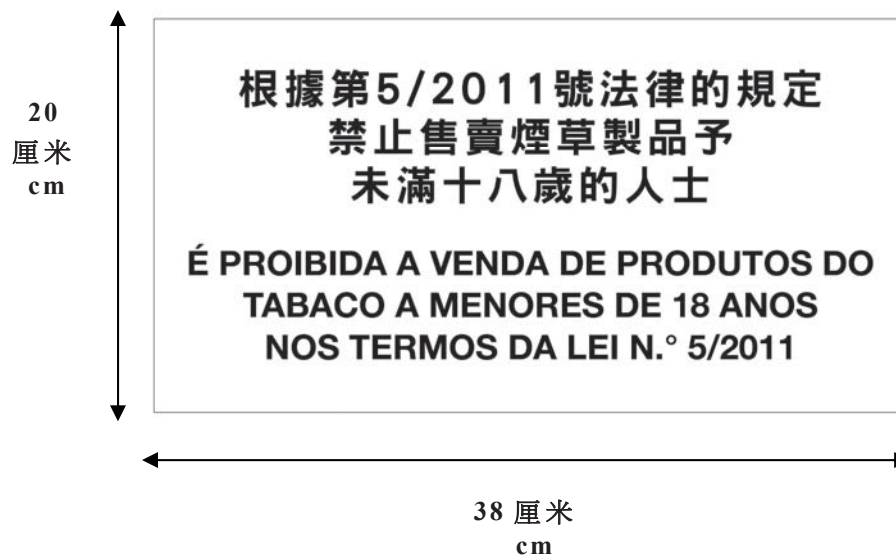 20
厘米
cm
根據第5/2011號法律的規定
禁止售賣煙草製品予
未滿十八歲的人士
É PROIBIDA A VENDA DE PRODUTOS DO
TABACO A MENORES DE 18 ANOS
NOS TERMOS DA LEI N.° 5/2011
38 厘米
cm